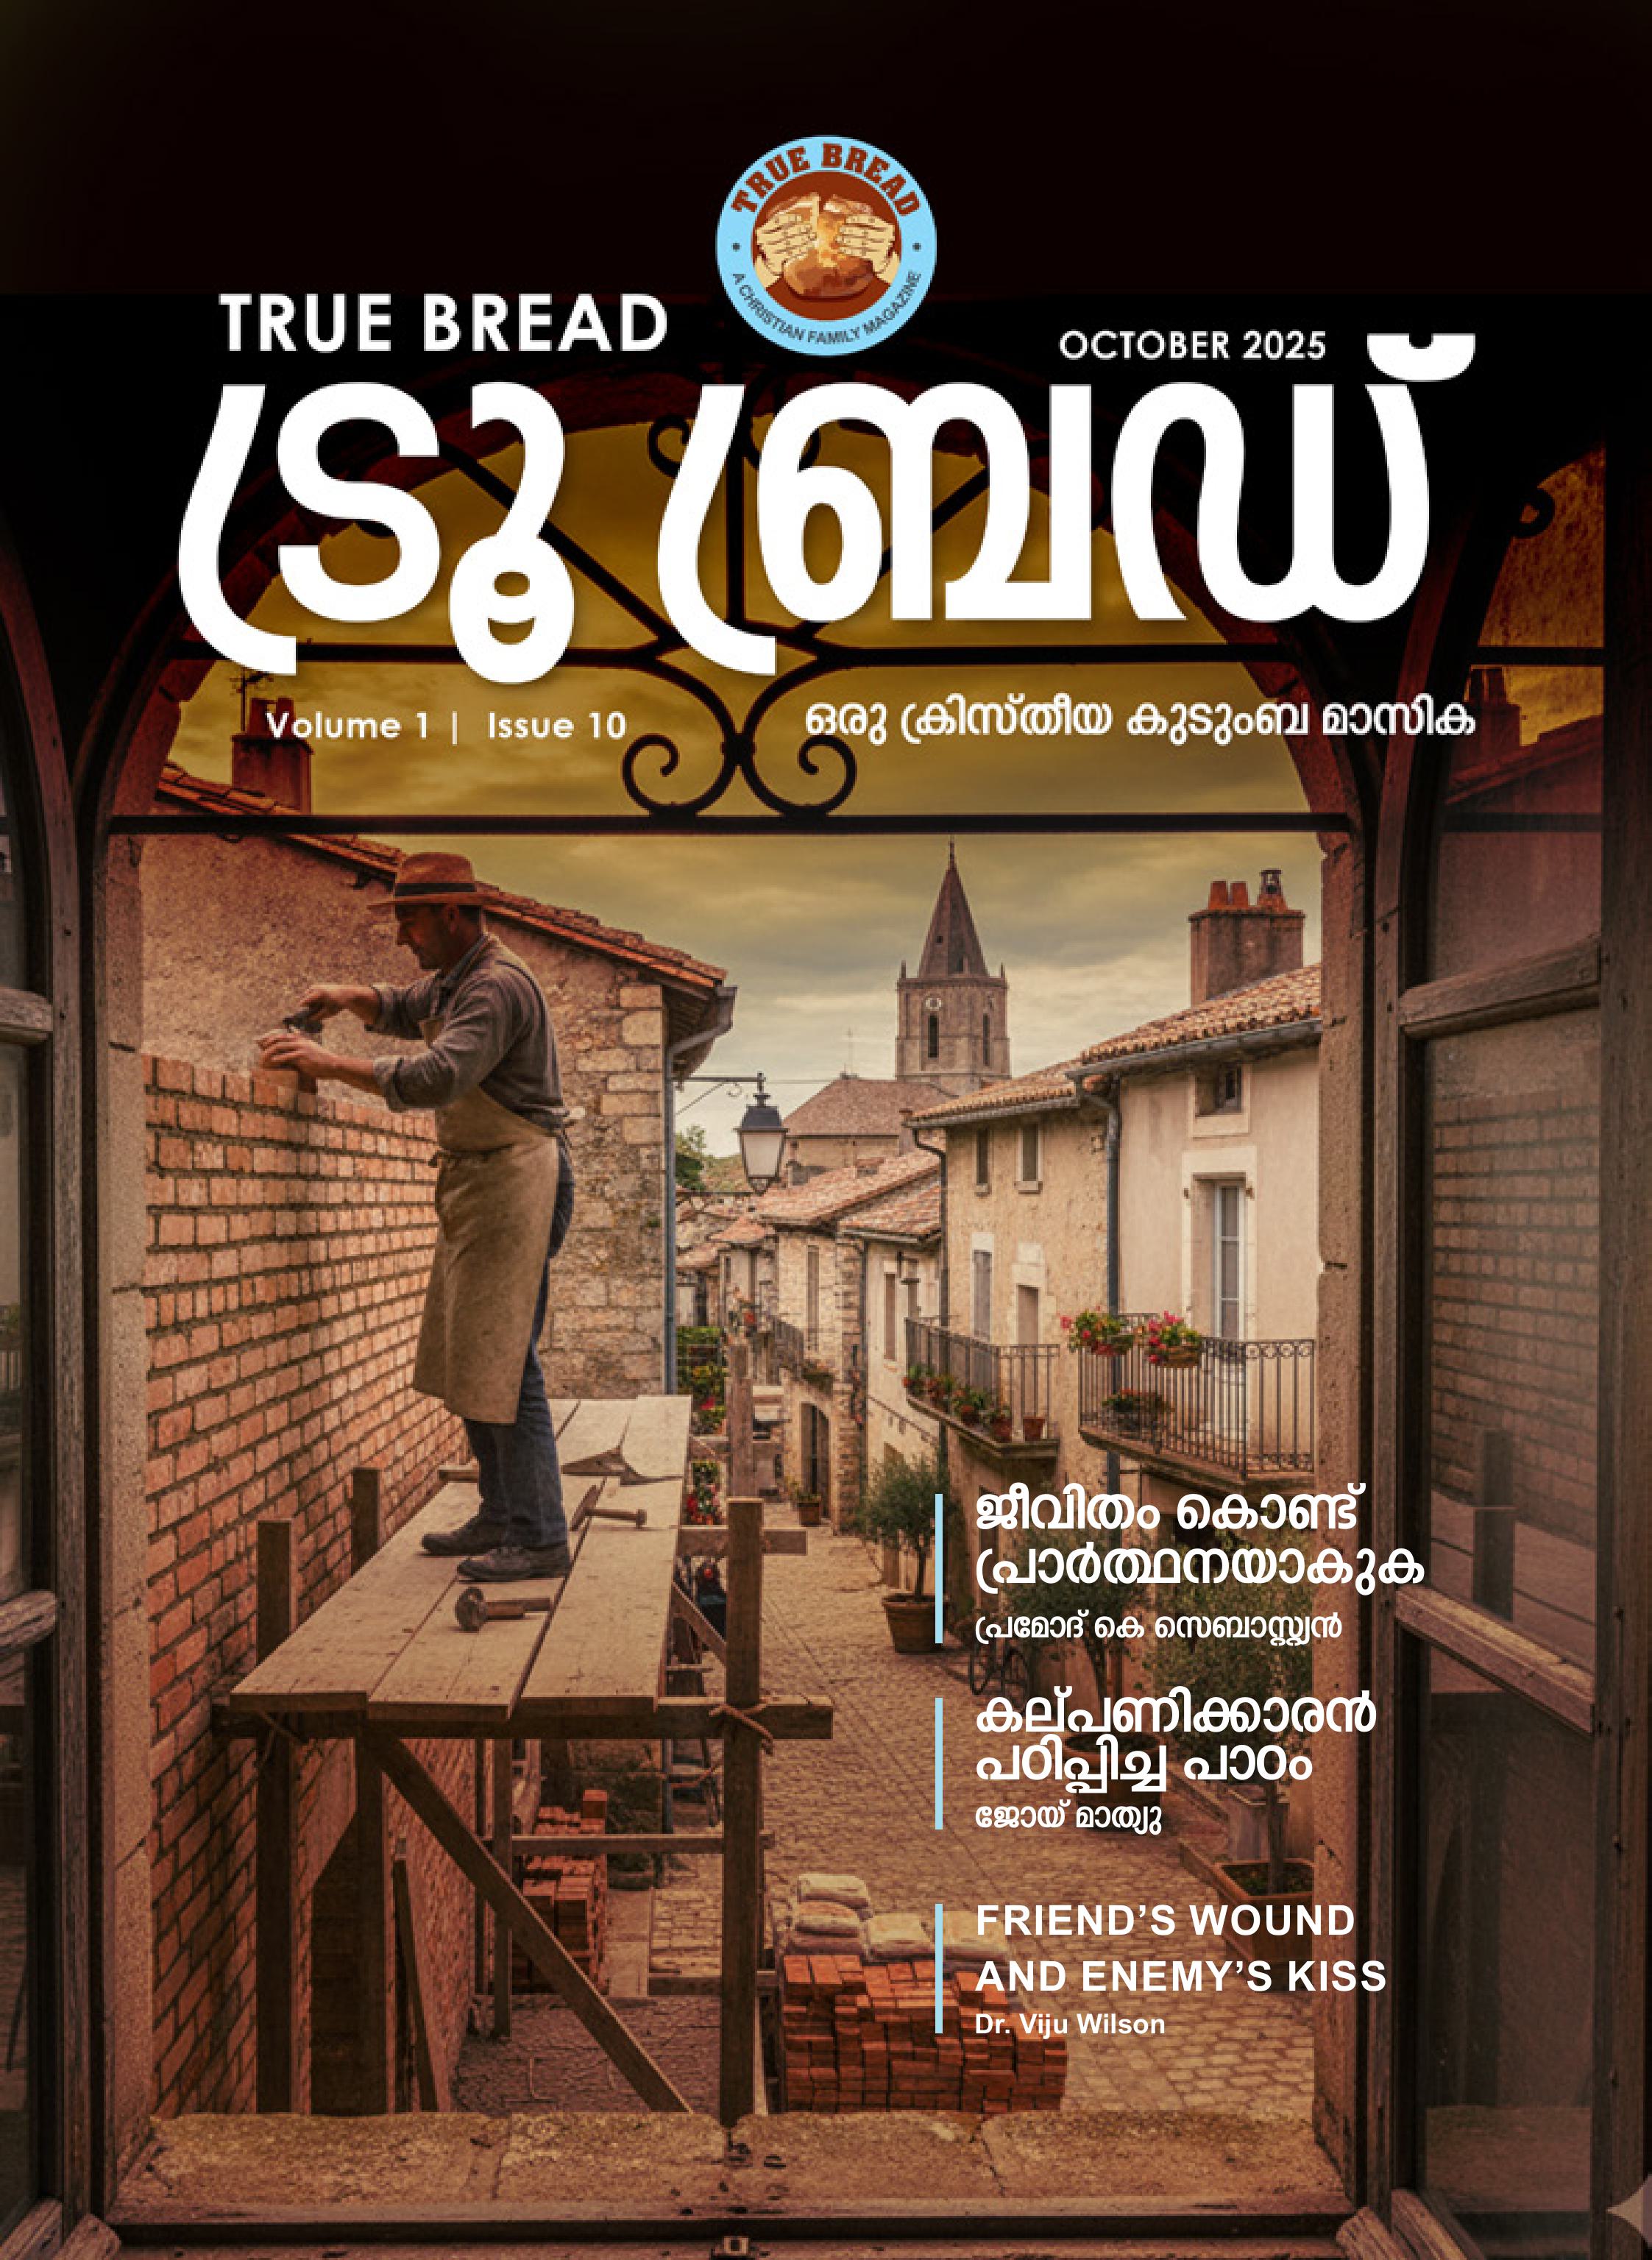 TRUE BREAD
A CHRISTIAN FAMILY MAGAZINE
TRUE BREAD
OCTOBER 2025
ട്രൂ ബ്രഡ്
Volume 1 | Issue 10
ഒരു ക്രിസ്തീയ കുടുംബ മാസിക
ജീവിതം കൊണ്ട്
പ്രാർത്ഥനയാകുക
പ്രമോദ് കെ സെബാസ്റ്റ്യൻ
കല്പണിക്കാരൻ
പഠിപ്പിച്ച പാഠം
ജോയ് മാത്യു
FRIEND’S WOUND
AND ENEMY’S KISS
Dr. Viju Wilson